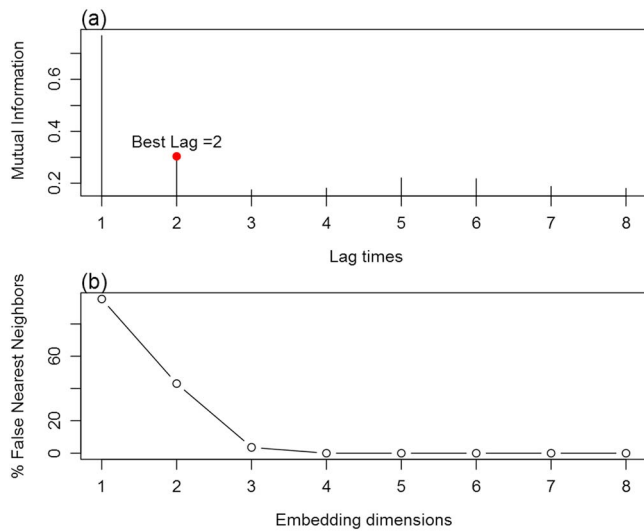 (a)
Mutual Information
0.6
0.4
0.2
Best Lag =2
1 2 3 4 5 6 7 8
Lag times
(b)
% False Nearest Neighbors
60
20
0
1 2 3 4 5 6 7 8
Embedding dimensions